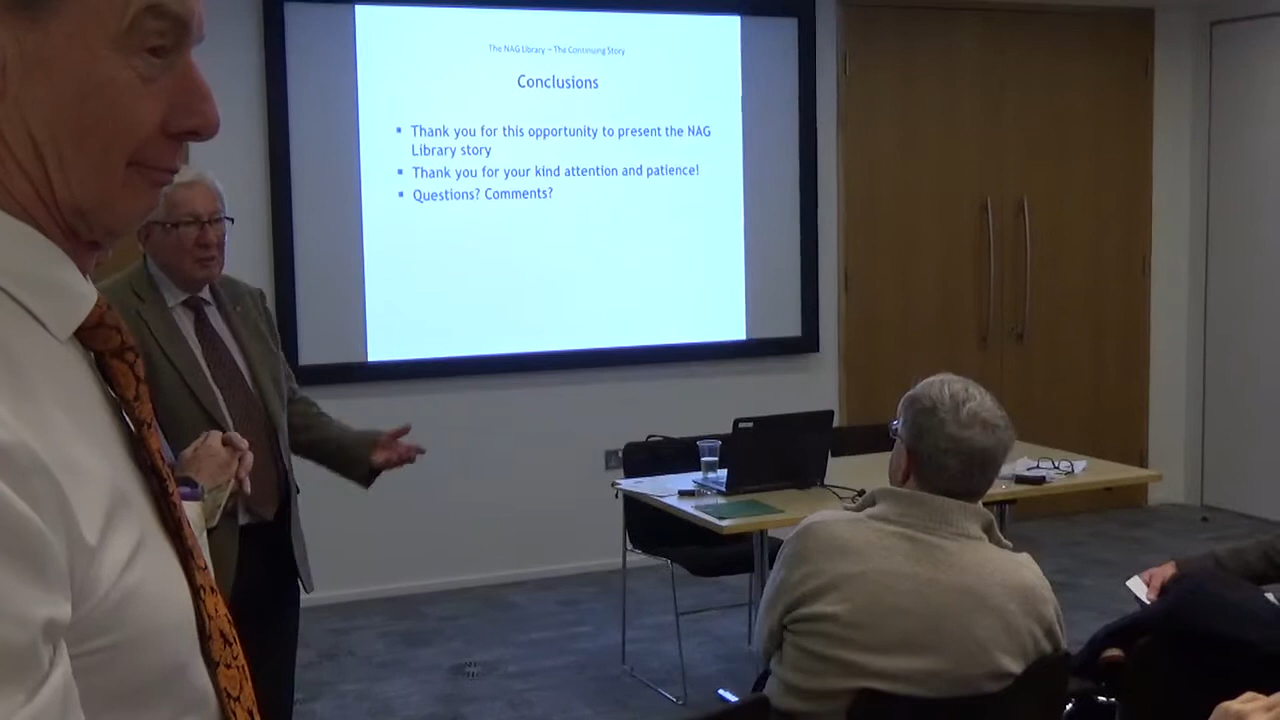 The NAG Library – The Continuing Story
Conclusions
▪ Thank you for this opportunity to present the NAG
Library story
▪ Thank you for your kind attention and patience!
▪ Questions? Comments?